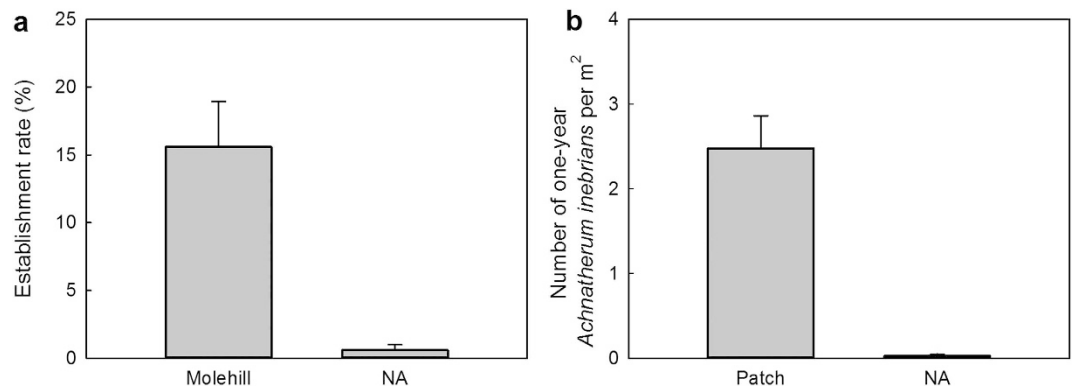 a
Establishment rate (%)
25
20
15
10
5
0
Molehill NA
b
Number of one-year
Achnatherum inebrians per m²
4
3
2
1
0
Patch NA